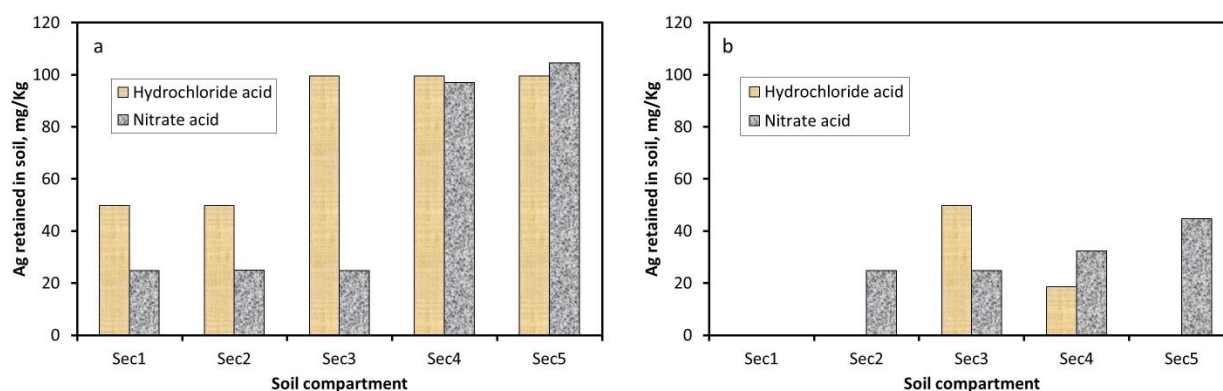 a
Ag retained in soil, mg/Kg
120
100
80
60
40
20
0
Hydrochloride acid
Nitrate acid
Sec1 Sec2 Sec3 Sec4 Sec5
Soil compartment
b
Ag retained in soil, mg/Kg
120
100
80
60
40
20
0
Hydrochloride acid
Nitrate acid
Sec1 Sec2 Sec3 Sec4 Sec5
Soil compartment